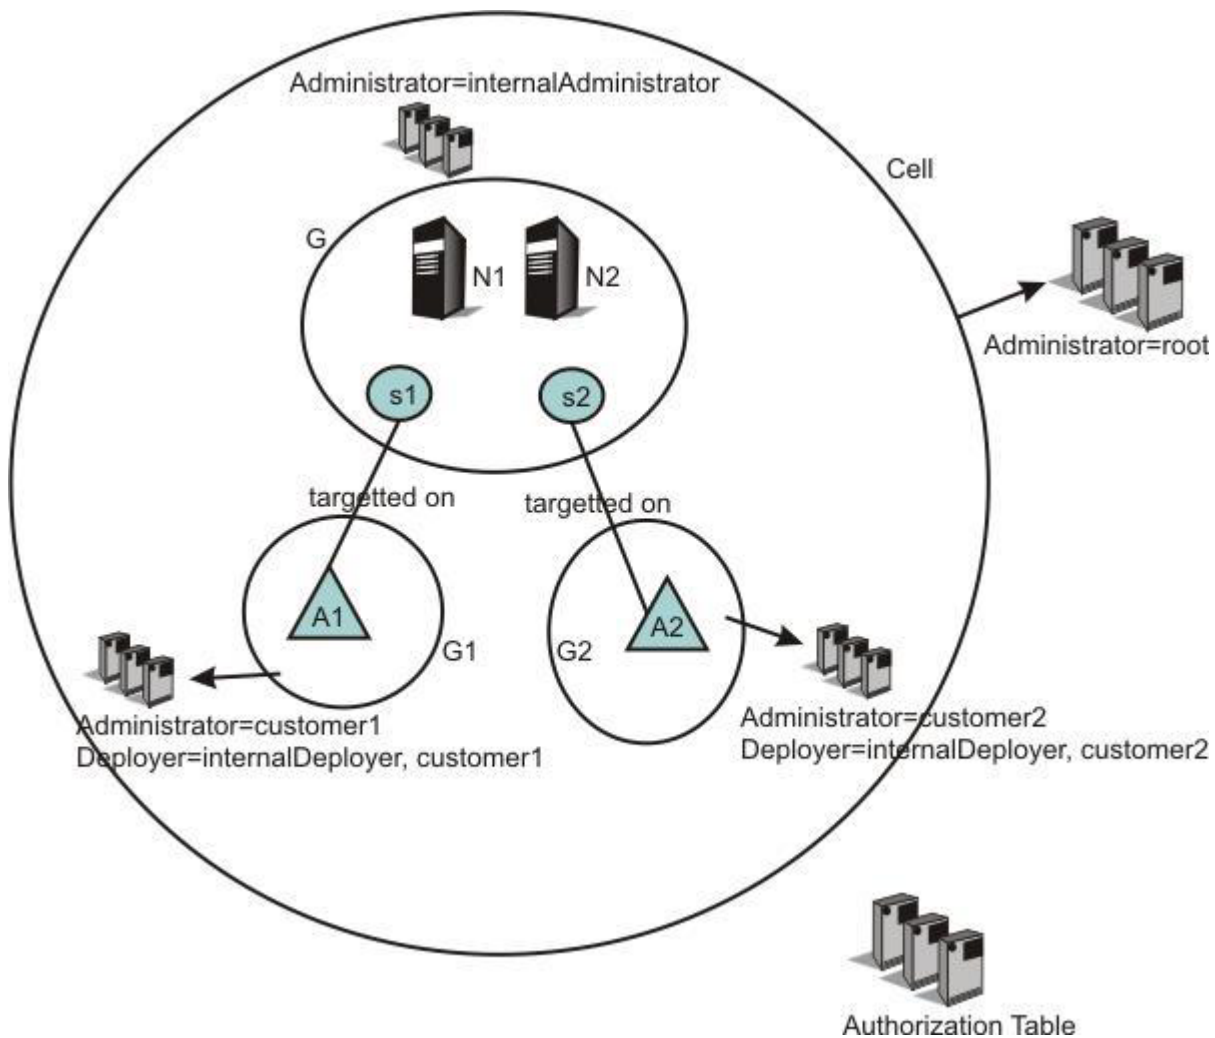 Administrator=internalAdministrator
Cell
G
N1
N2
Administrator=root
s1
s2
targetted on
targetted on
A1
A2
G1
G2
Administrator=customer1
Deployer=internalDeployer, customer1
Administrator=customer2
Deployer=internalDeployer, customer2
Authorization Table